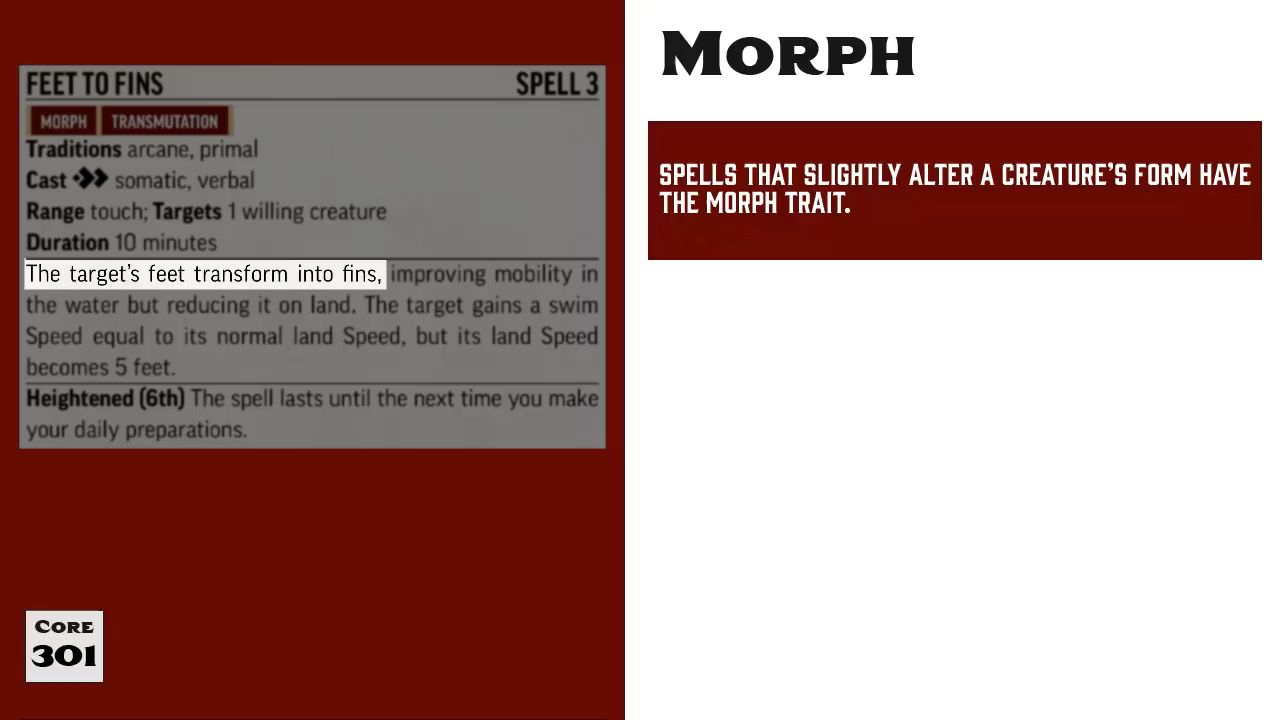 FEET TO FINS SPELL 3
MORPH TRANSMUTATION
Traditions arcane, primal
Cast somatic, verbal
Range touch; Targets 1 willing creature
Duration 10 minutes
The target's feet transform into fins, improving mobility in
the water but reducing it on land. The target gains a swim
Speed equal to its normal land Speed, but its land Speed
becomes 5 feet.
Heightened (6th) The spell lasts until the next time you make
your daily preparations.
CORE
301
MORPH
SPELLS THAT SLIGHTLY ALTER A CREATURE'S FORM HAVE
THE MORPH TRAIT.